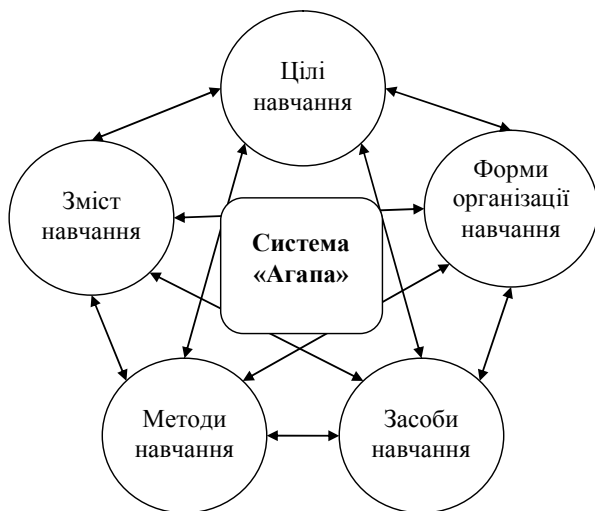 Цілі
навчання
Форми
організації
навчання
Зміст
навчання
Система
«Агапа»
Методи
навчання
Засоби
навчання